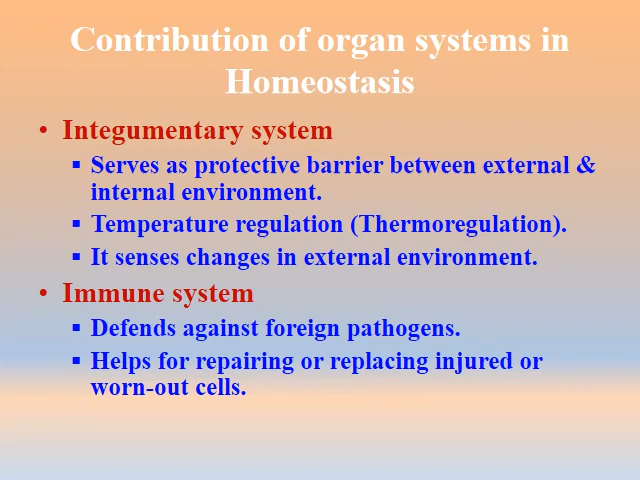 Contribution of organ systems in
Homeostasis
• Integumentary system
▪ Serves as protective barrier between external &
internal environment.
▪ Temperature regulation (Thermoregulation).
▪ It senses changes in external environment.
• Immune system
▪ Defends against foreign pathogens.
▪ Helps for repairing or replacing injured or
worn-out cells.